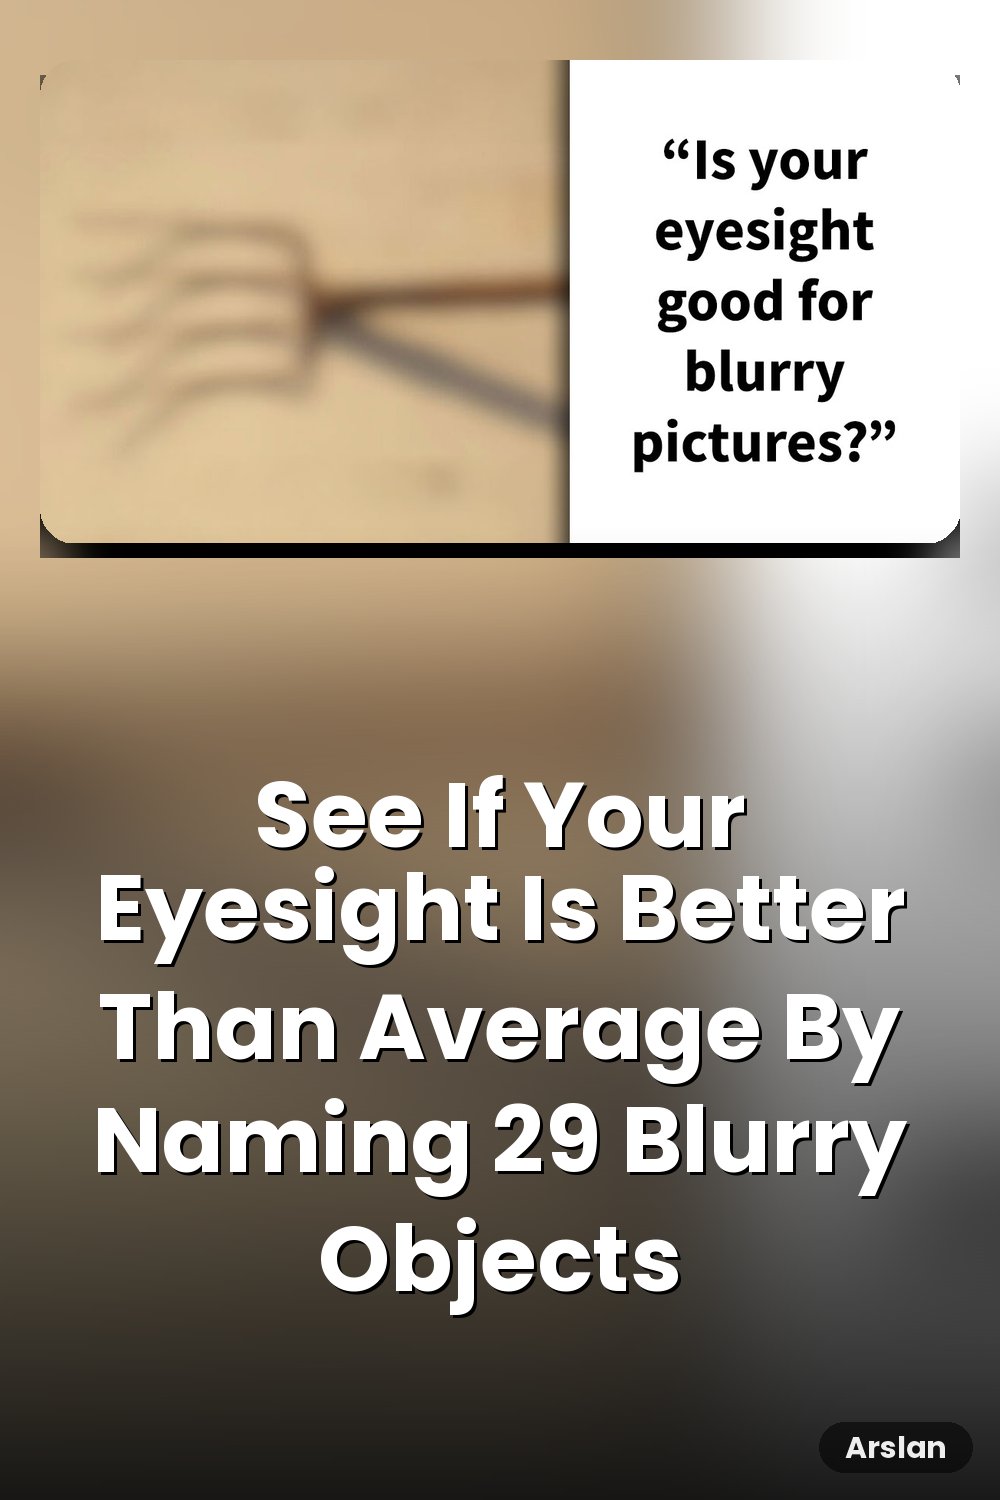 “Is your
eyesight
good for
blurry
pictures?”
See If Your
Eyesight Is Better
Than Average By
Naming 29 Blurry
Objects
Arslan